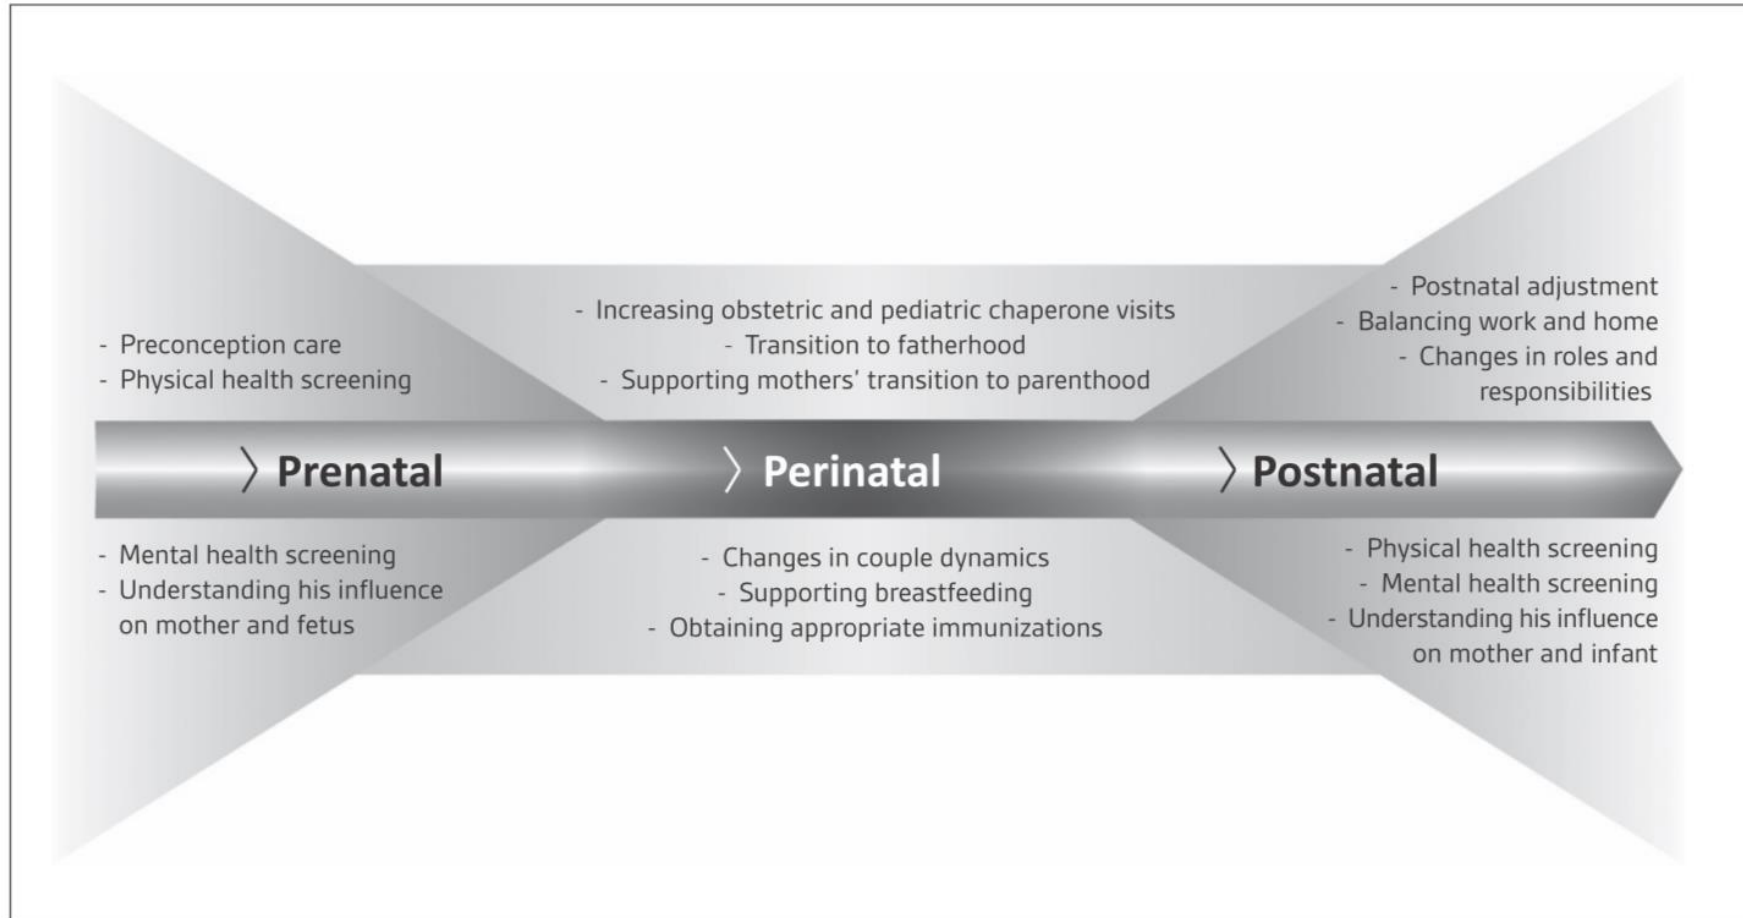 - Preconception care
- Physical health screening
- Increasing obstetric and pediatric chaperone visits
- Transition to fatherhood
- Supporting mothers’ transition to parenthood
- Postnatal adjustment
- Balancing work and home
- Changes in roles and
responsibilities
Prenatal
Perinatal
Postnatal
- Mental health screening
- Understanding his influence
on mother and fetus
- Changes in couple dynamics
- Supporting breastfeeding
- Obtaining appropriate immunizations
- Physical health screening
- Mental health screening
- Understanding his influence
on mother and infant